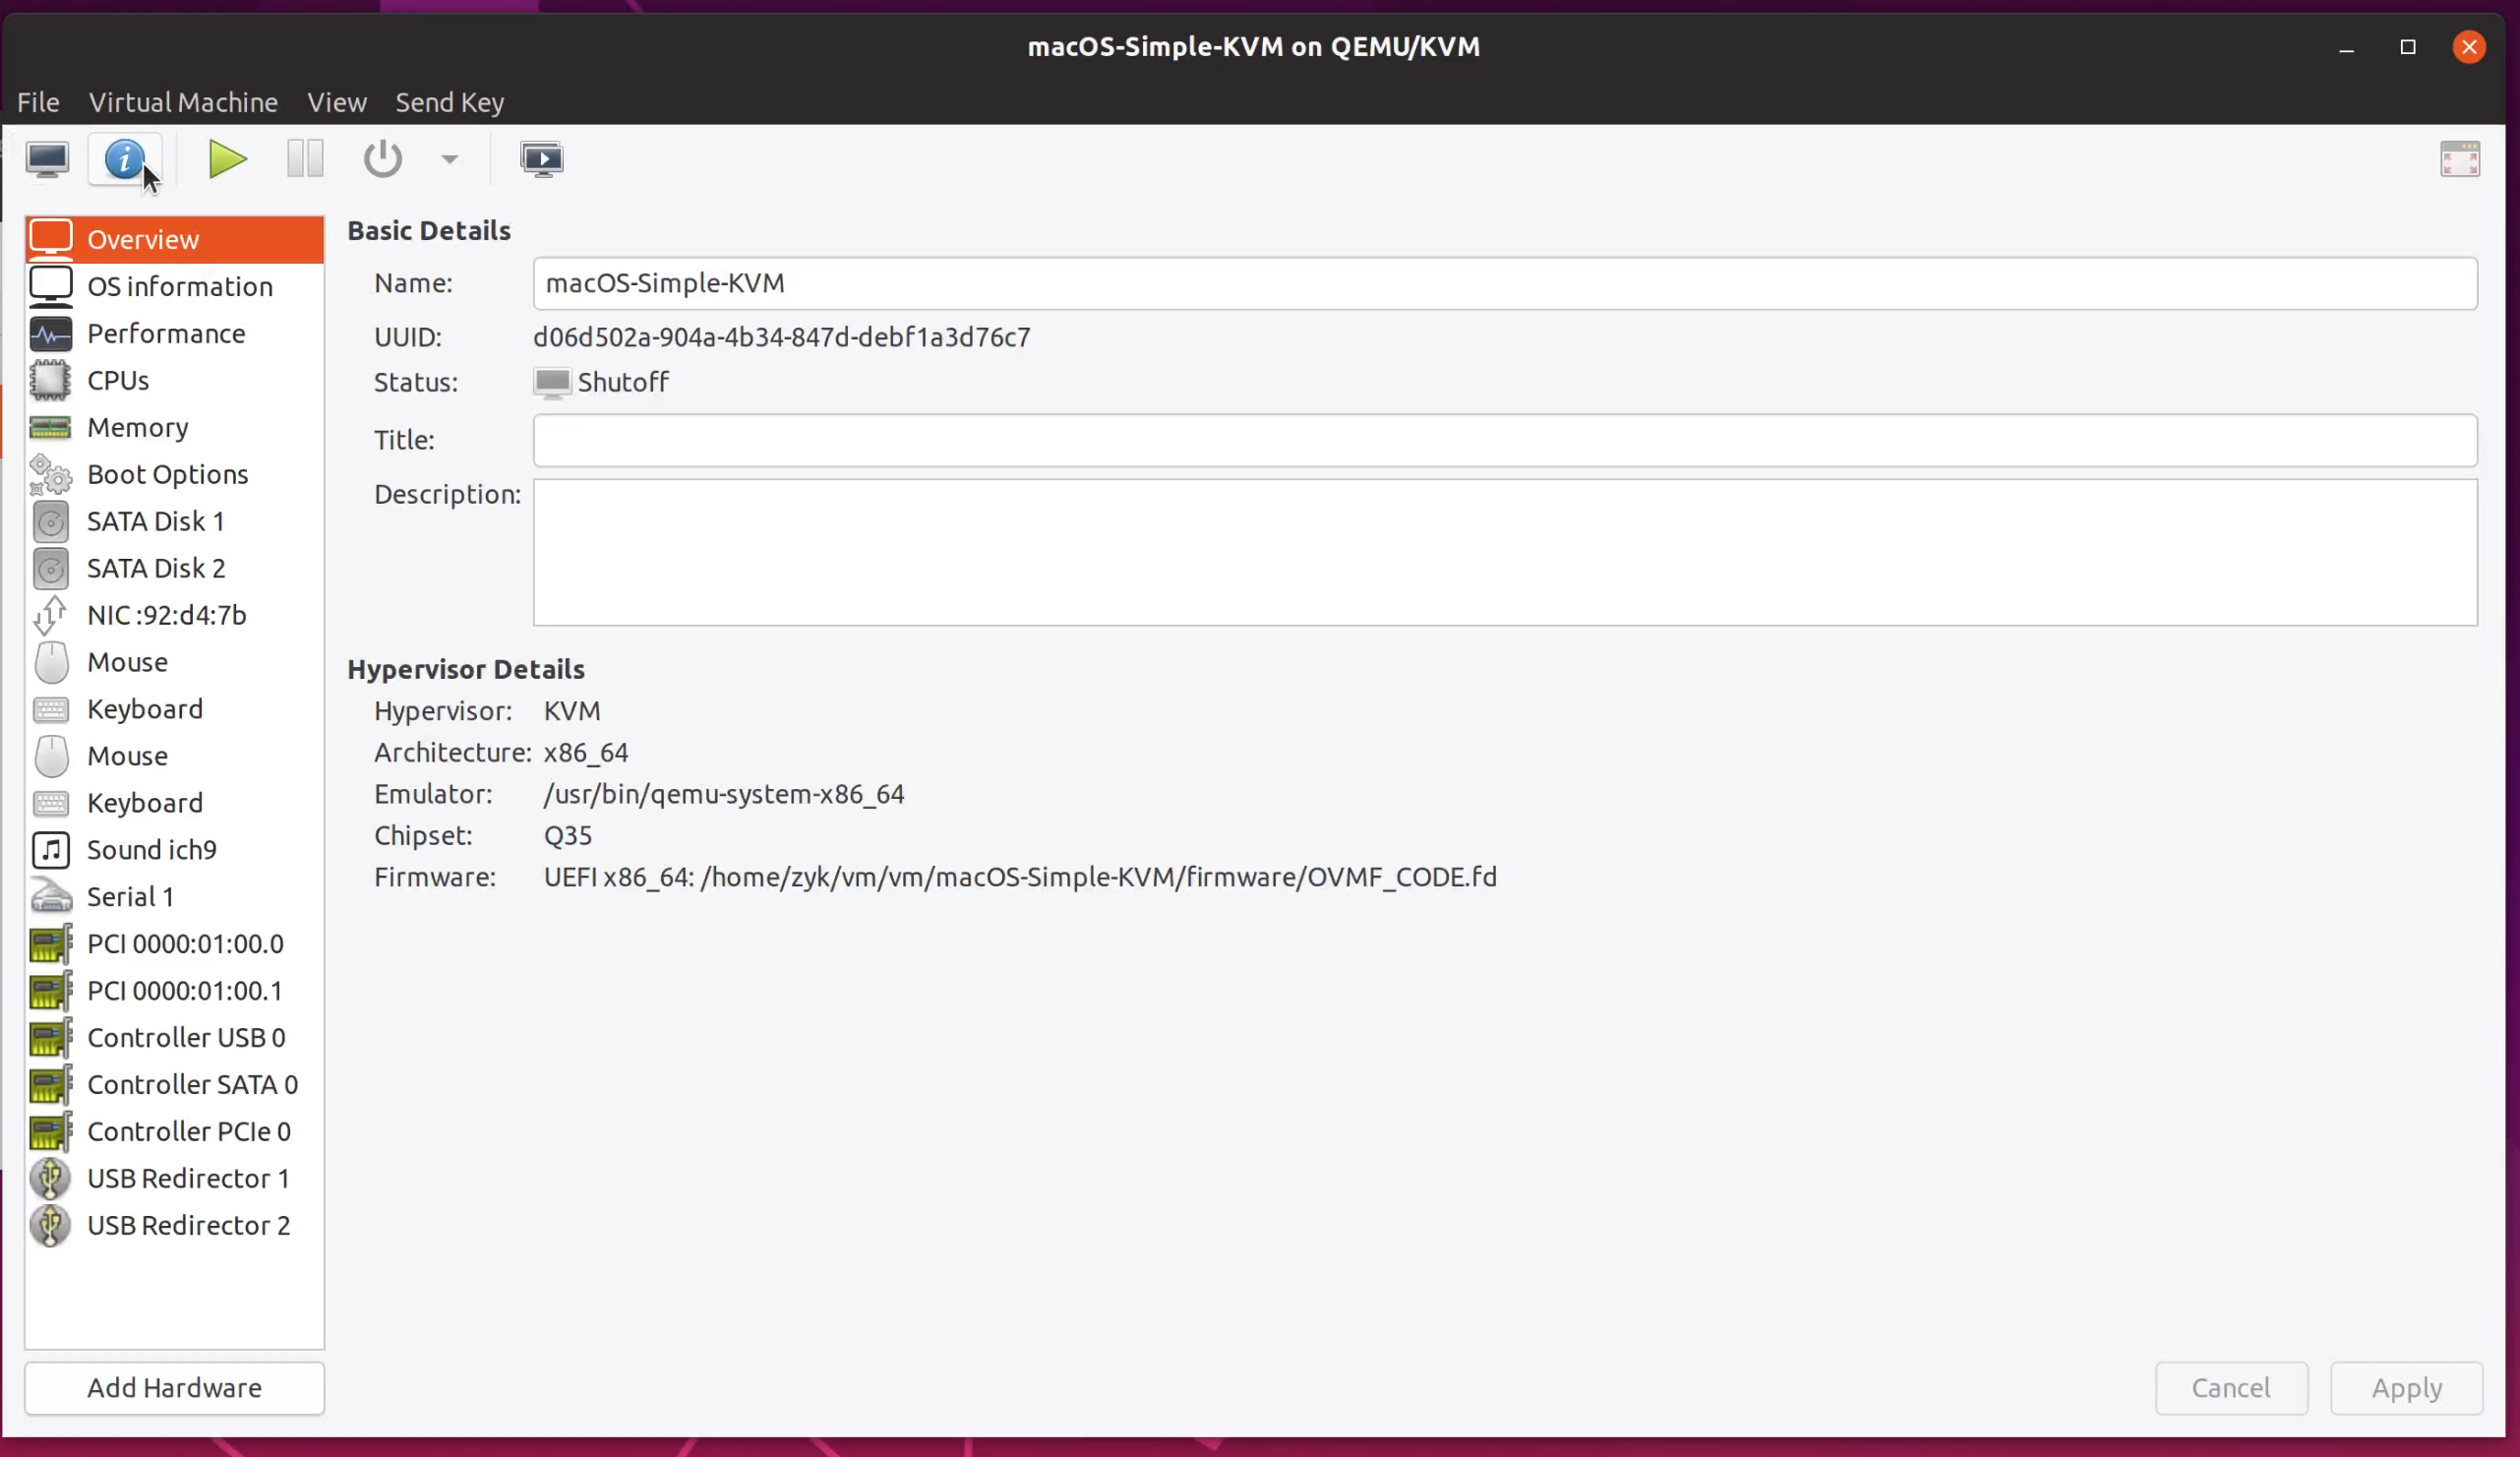 macOS-Simple-KVM on QEMU/KVM
File Virtual Machine View Send Key
Overview
OS information
Performance
CPUs
Memory
Boot Options
SATA Disk 1
SATA Disk 2
NIC :92:d4:7b
Mouse
Keyboard
Mouse
Keyboard
Sound ich9
Serial 1
PCI 0000:01:00.0
PCI 0000:01:00.1
Controller USB 0
Controller SATA 0
Controller PCIe 0
USB Redirector 1
USB Redirector 2
Add Hardware
Basic Details
Name: macOS-Simple-KVM
UUID: d06d502a-904a-4b34-847d-debf1a3d76c7
Status: Shutoff
Title:
Description:
Hypervisor Details
Hypervisor: KVM
Architecture: x86_64
Emulator: /usr/bin/qemu-system-x86_64
Chipset: Q35
Firmware: UEFI x86_64: /home/zyk/vm/vm/macOS-Simple-KVM/firmware/OVMF_CODE.fd
Cancel Apply